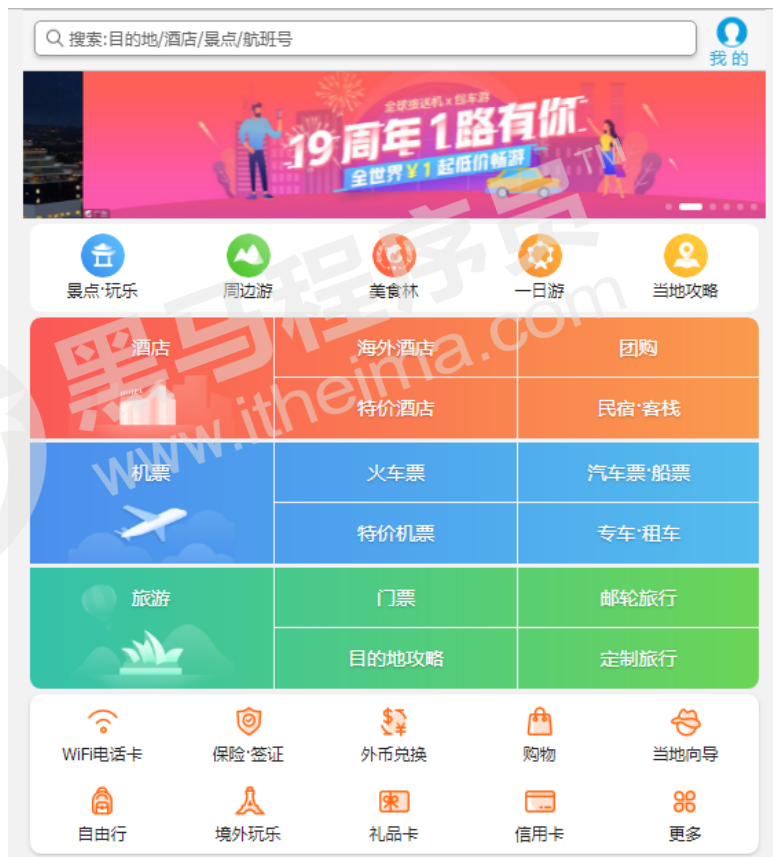 搜索:目的地/酒店/景点/航班号
我 的
全球接送机 x 包车游
19周年1路有你
全世界¥1起低价畅游
广告
景点·玩乐 周边游 美食林 一日游 当地攻略
酒店 海外酒店 团购
HOTEL 特价酒店 民宿·客栈
机票 火车票 汽车票·船票
特价机票 专车·租车
旅游 门票 邮轮旅行
目的地攻略 定制旅行
WiFi电话卡 保险·签证 外币兑换 购物 当地向导
自由行 境外玩乐 礼品卡 信用卡 更多
黑马程序员™
www.itheima.com